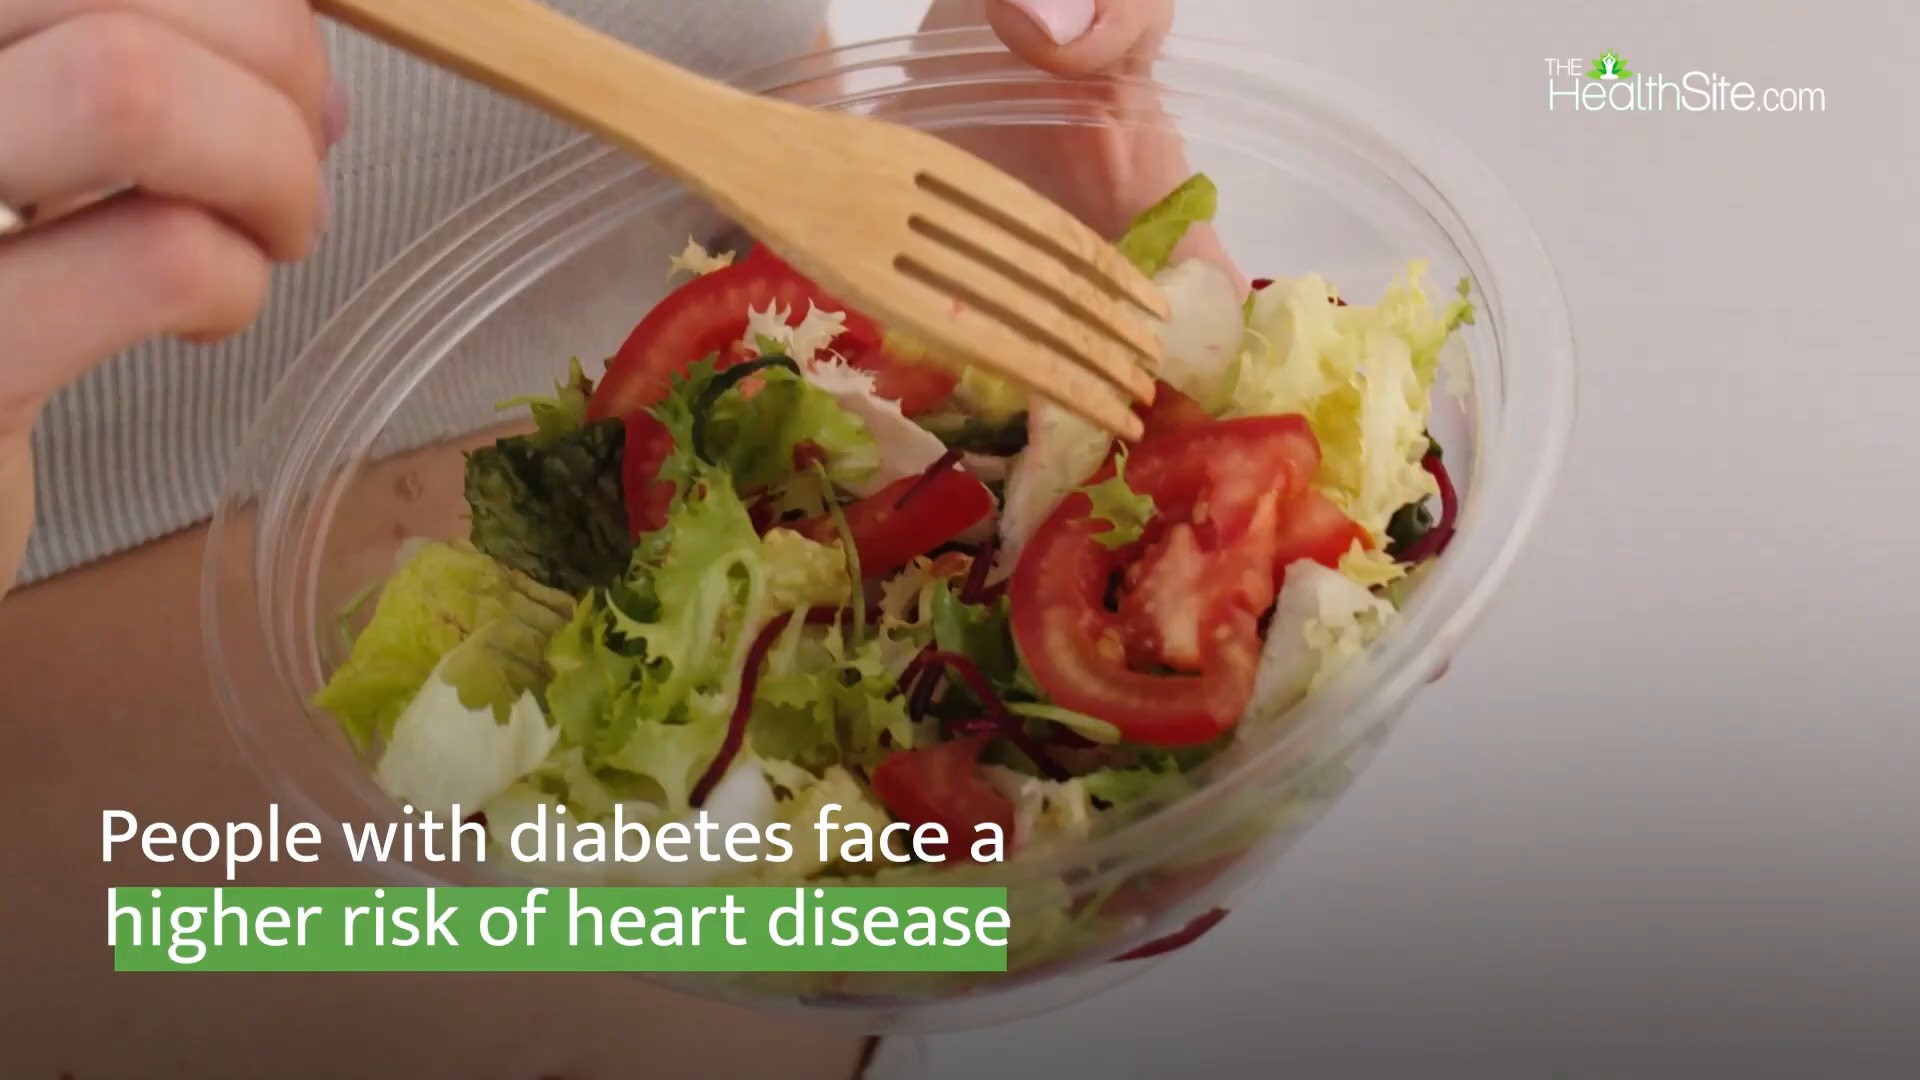 THE
HealthSite.com
People with diabetes face a
higher risk of heart disease